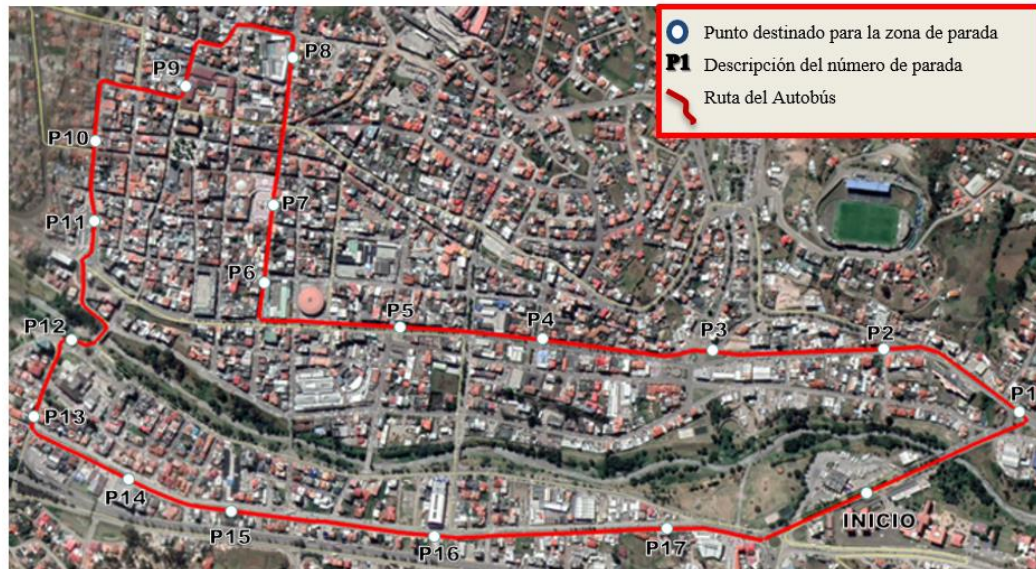 Punto destinado para la zona de parada
P1 Descripción del número de parada
Ruta del Autobús
P8
P9
P10
P7
P11
P6
P5
P4
P3
P2
P12
P1
P13
P14
P15
P16
P17
INICIO